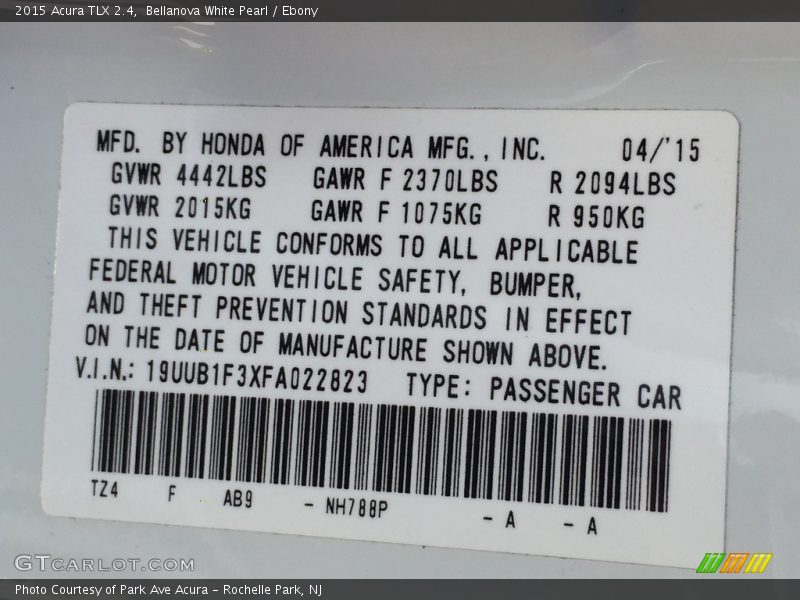 2015 Acura TLX 2.4, Bellanova White Pearl / Ebony
MFD. BY HONDA OF AMERICA MFG., INC. 04/'15
GVWR 4442LBS GAWR F 2370LBS R 2094LBS
GVWR 2015KG GAWR F 1075KG R 950KG
THIS VEHICLE CONFORMS TO ALL APPLICABLE
FEDERAL MOTOR VEHICLE SAFETY, BUMPER,
AND THEFT PREVENTION STANDARDS IN EFFECT
ON THE DATE OF MANUFACTURE SHOWN ABOVE.
V.I.N.: 19UUB1F3XFA022823 TYPE: PASSENGER CAR
TZ4 F AB9 - NH788P - A - A
GTCARLOT.COM
Photo Courtesy of Park Ave Acura – Rochelle Park, NJ